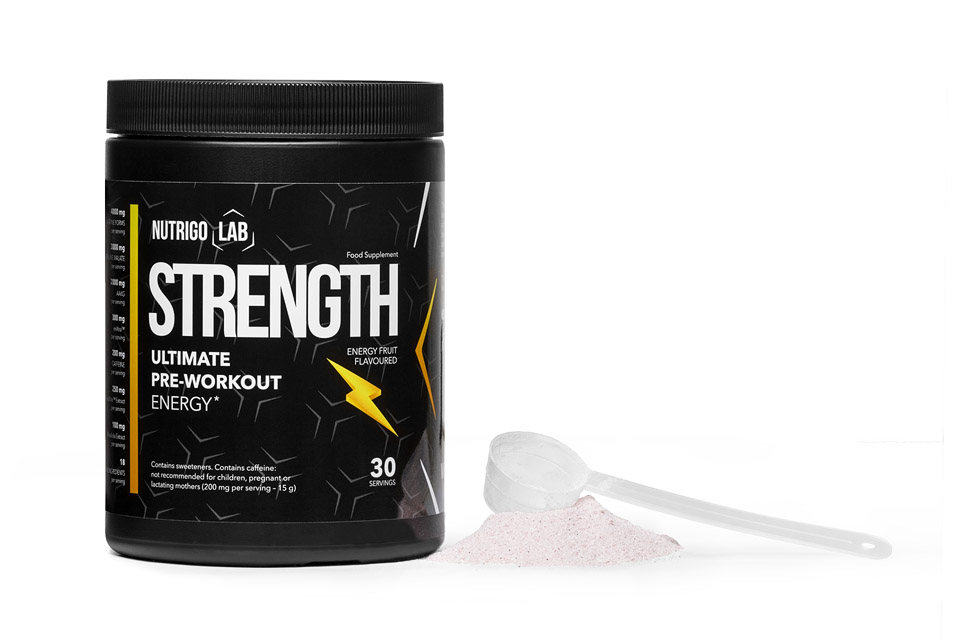 NUTRIGO LAB
Food Supplement
STRENGTH
ENERGY FRUIT
FLAVOURED
ULTIMATE
PRE-WORKOUT
ENERGY*
Contains sweeteners. Contains caffeine:
not recommended for children, pregnant or
lactating mothers (200 mg per serving – 15 g)
30
SERVINGS
4000 mg
per serving
3000 mg
per serving
2000 mg
AAKG
per serving
300 mg
per serving
200 mg
CAFFEINE
per serving
250 mg
Extract
per serving
100 mg
Extract
per serving
18